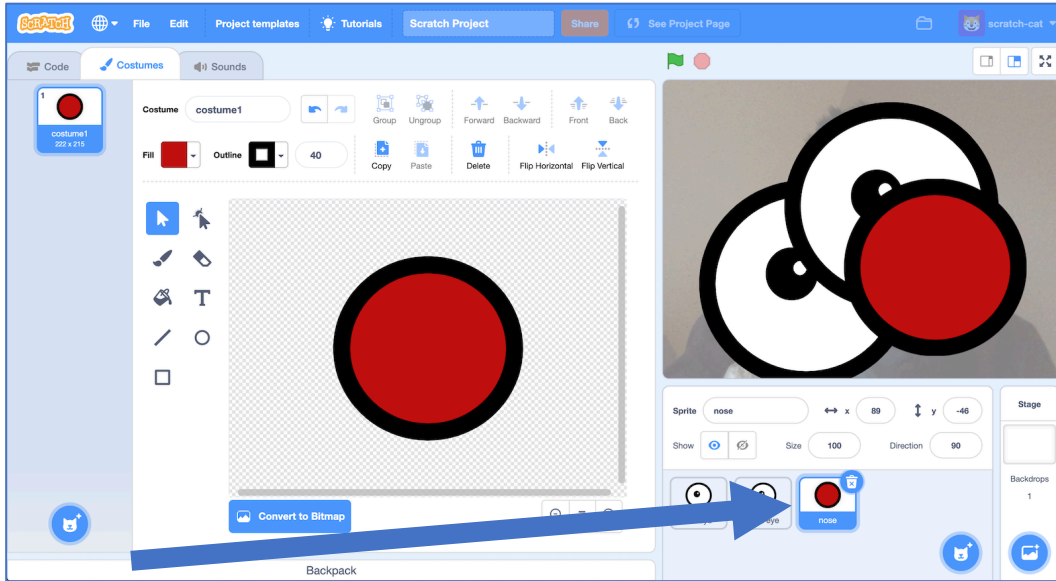 SCRATCH File Edit Project templates Tutorials Scratch Project Share See Project Page scratch-cat
Code Costumes Sounds
1
costume1
222 x 215
Costume costume1 Group Ungroup Forward Backward Front Back
Fill Outline 40 Copy Paste Delete Flip Horizontal Flip Vertical
T
Convert to Bitmap
Backpack
Sprite nose x 89 y -46
Show Size 100 Direction 90
eye nose
Stage
Backdrops
1